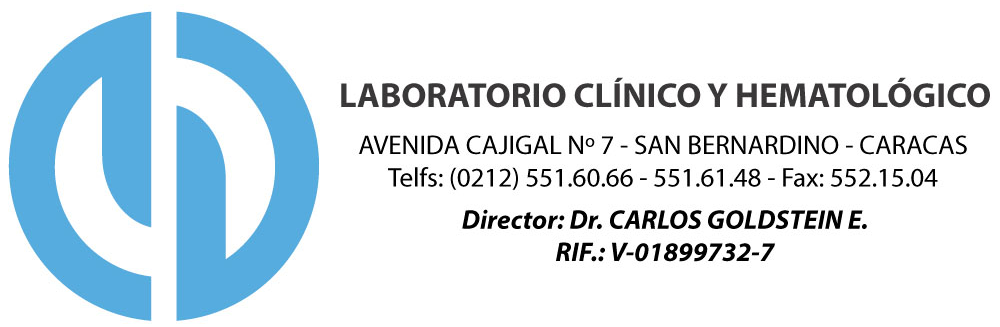 LABORATORIO CLÍNICO Y HEMATOLÓGICO
AVENIDA CAJIGAL Nº 7 - SAN BERNARDINO - CARACAS
Telfs: (0212) 551.60.66 - 551.61.48 - Fax: 552.15.04
Director: Dr. CARLOS GOLDSTEIN E.
RIF.: V-01899732-7